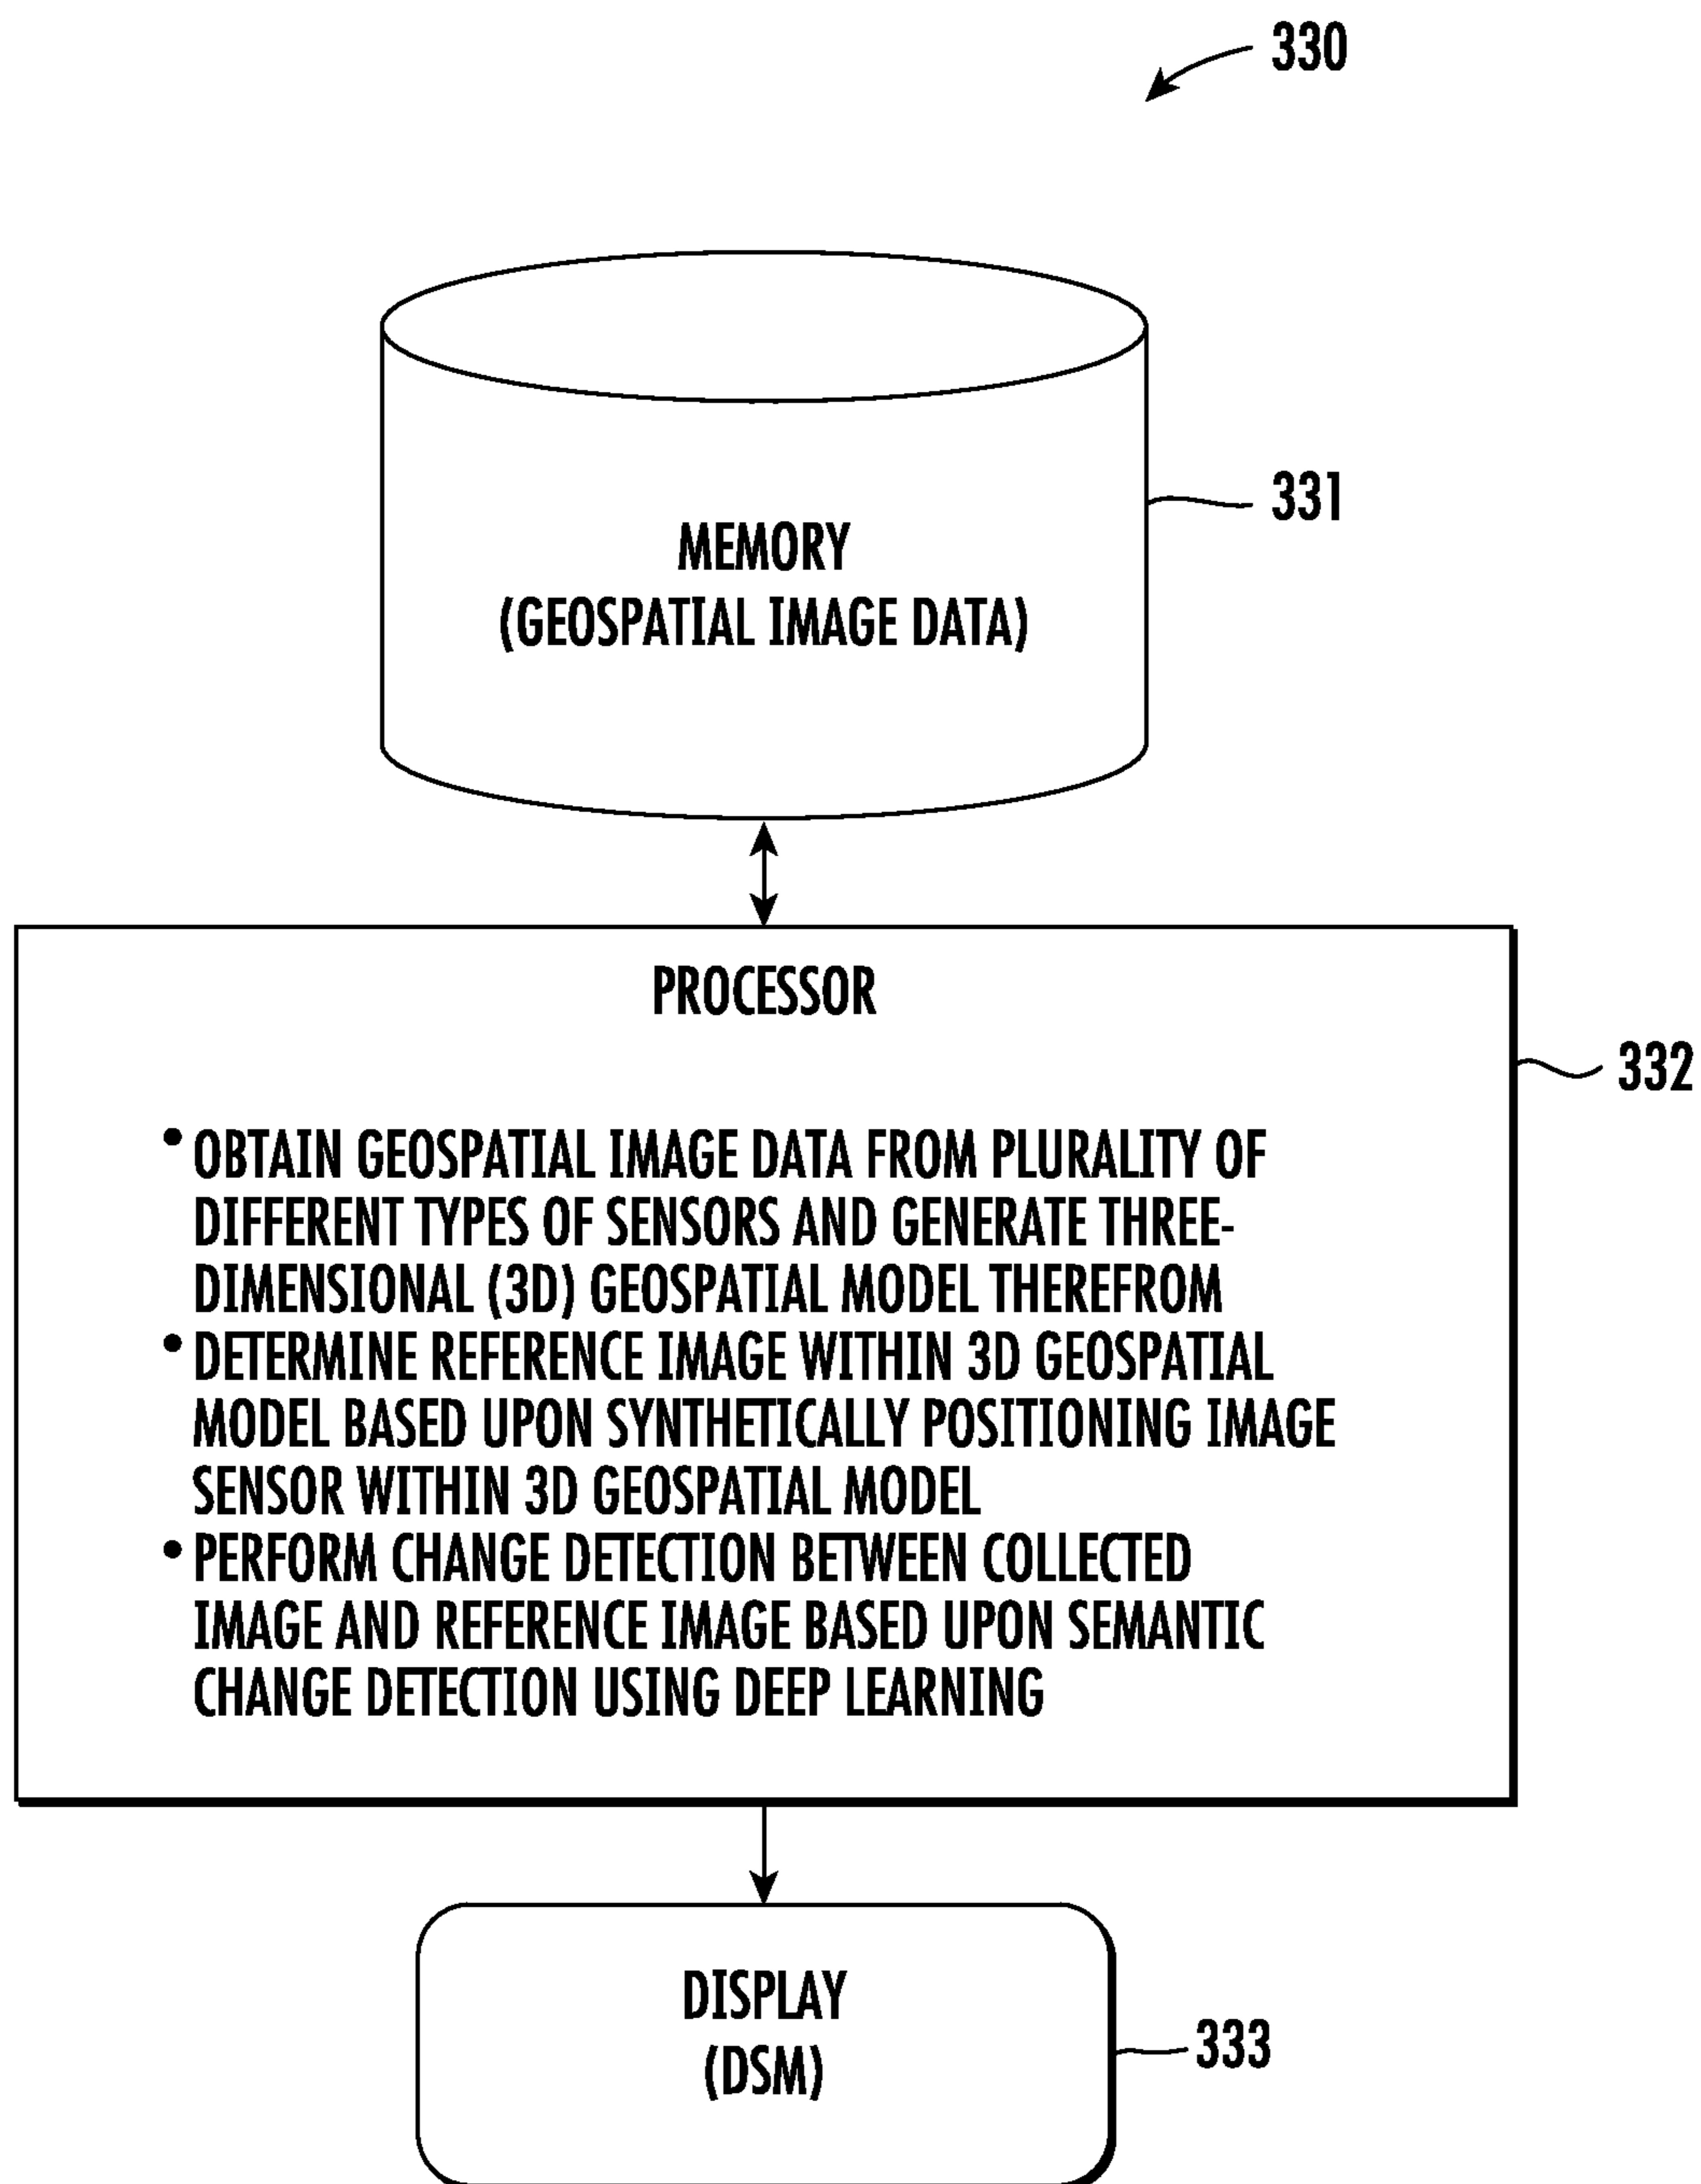 330
331
MEMORY
(GEOSPATIAL IMAGE DATA)
PROCESSOR
332
• OBTAIN GEOSPATIAL IMAGE DATA FROM PLURALITY OF
DIFFERENT TYPES OF SENSORS AND GENERATE THREE-
DIMENSIONAL (3D) GEOSPATIAL MODEL THEREFROM
• DETERMINE REFERENCE IMAGE WITHIN 3D GEOSPATIAL
MODEL BASED UPON SYNTHETICALLY POSITIONING IMAGE
SENSOR WITHIN 3D GEOSPATIAL MODEL
• PERFORM CHANGE DETECTION BETWEEN COLLECTED
IMAGE AND REFERENCE IMAGE BASED UPON SEMANTIC
CHANGE DETECTION USING DEEP LEARNING
DISPLAY
(DSM)
333